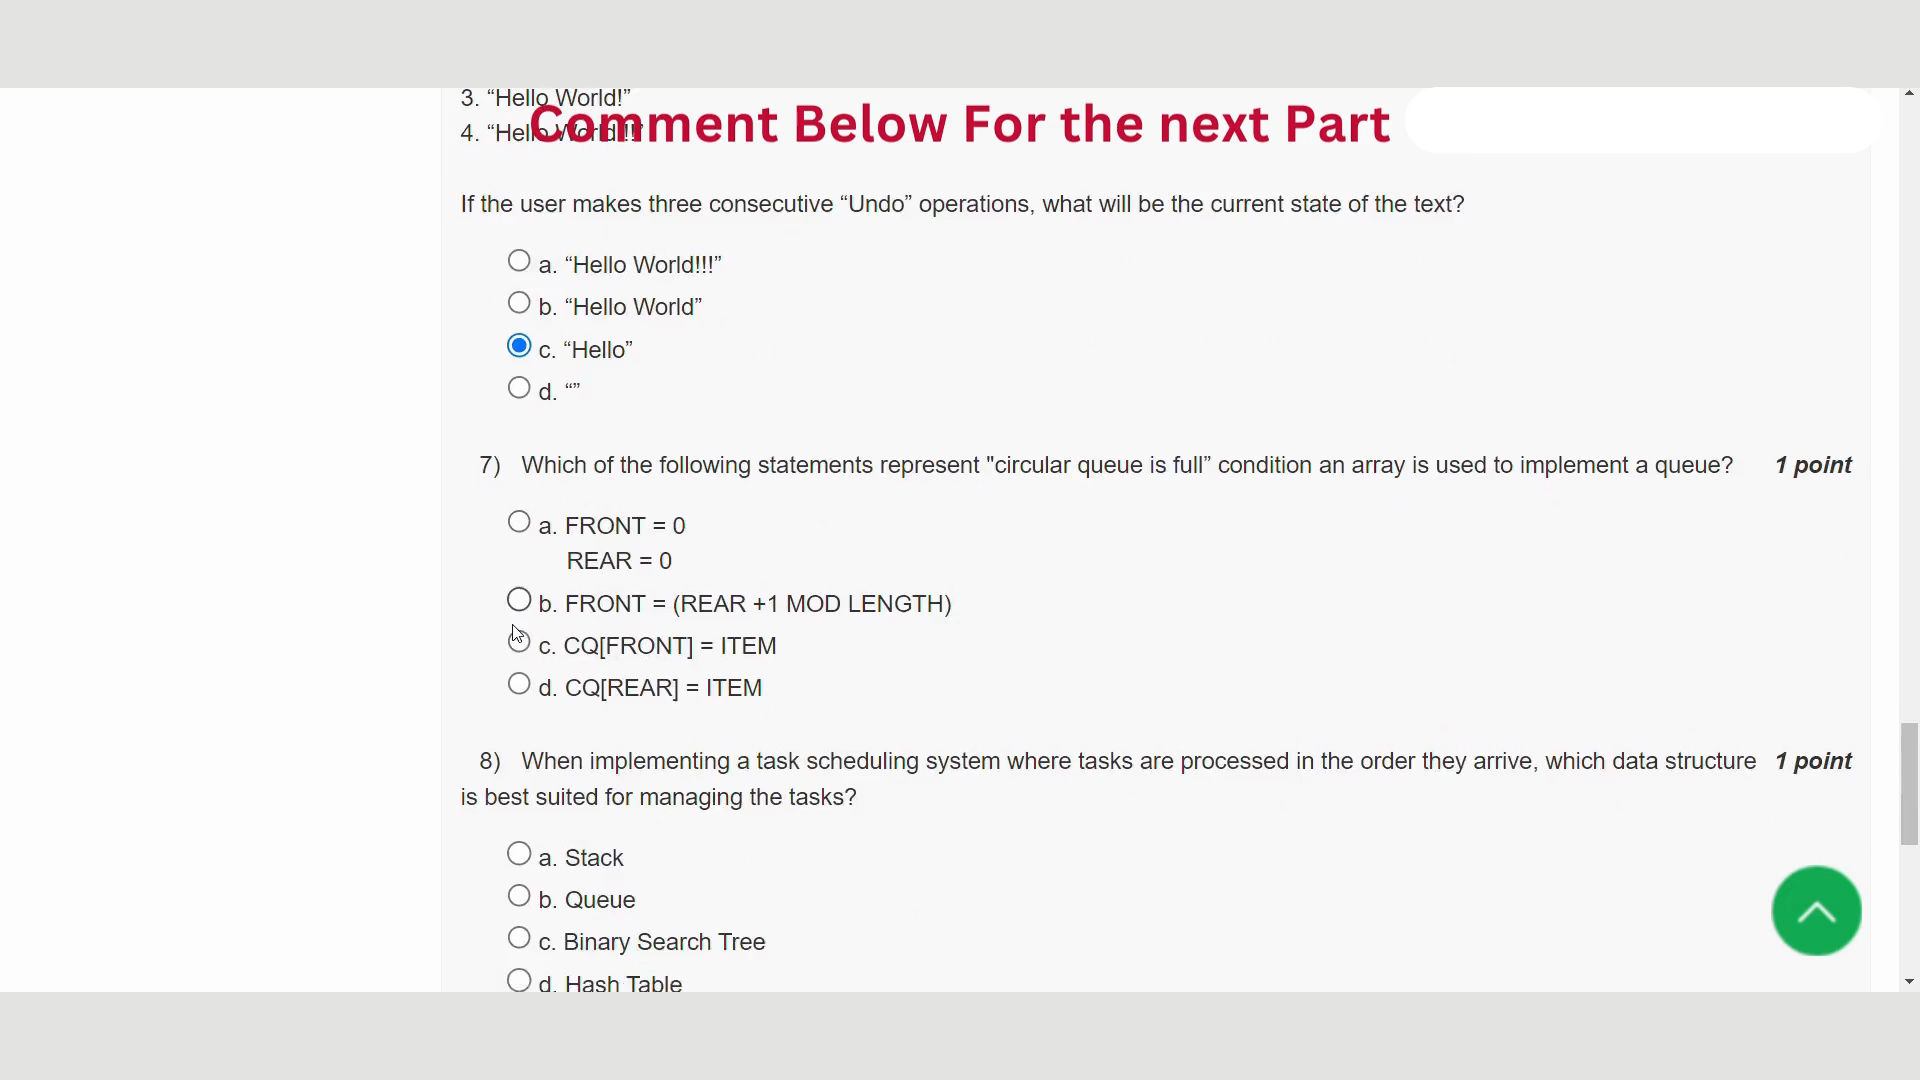 3. “Hello World!”
Comment Below For the next Part
4. “Hello World!!!”
If the user makes three consecutive “Undo” operations, what will be the current state of the text?
a. “Hello World!!!”
b. “Hello World”
c. “Hello”
d. “”
7) Which of the following statements represent "circular queue is full” condition an array is used to implement a queue? 1 point
a. FRONT = 0
REAR = 0
b. FRONT = (REAR +1 MOD LENGTH)
c. CQ[FRONT] = ITEM
d. CQ[REAR] = ITEM
8) When implementing a task scheduling system where tasks are processed in the order they arrive, which data structure 1 point
is best suited for managing the tasks?
a. Stack
b. Queue
c. Binary Search Tree
d. Hash Table